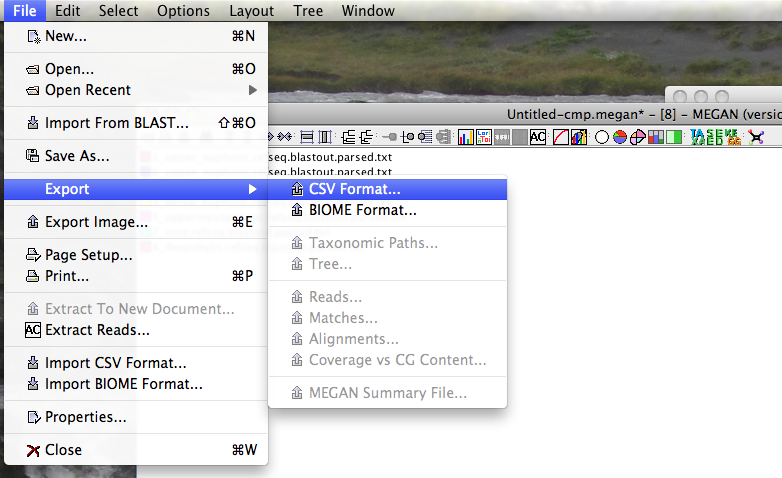 File Edit Select Options Layout Tree Window
New... ⌘N
Open... ⌘O
Open Recent
Import From BLAST... ⇧⌘O
Save As...
Export
Export Image... ⌘E
Page Setup...
Print... ⌘P
Extract To New Document...
AC Extract Reads...
Import CSV Format...
Import BIOME Format...
Properties...
Close ⌘W
CSV Format...
BIOME Format...
Taxonomic Paths...
Tree...
Reads...
Matches...
Alignments...
Coverage vs CG Content...
MEGAN Summary File...
Untitled-cmp.megan* - [8] - MEGAN (versio
AC
seq.blastout.parsed.txt
seq.blastout.parsed.txt